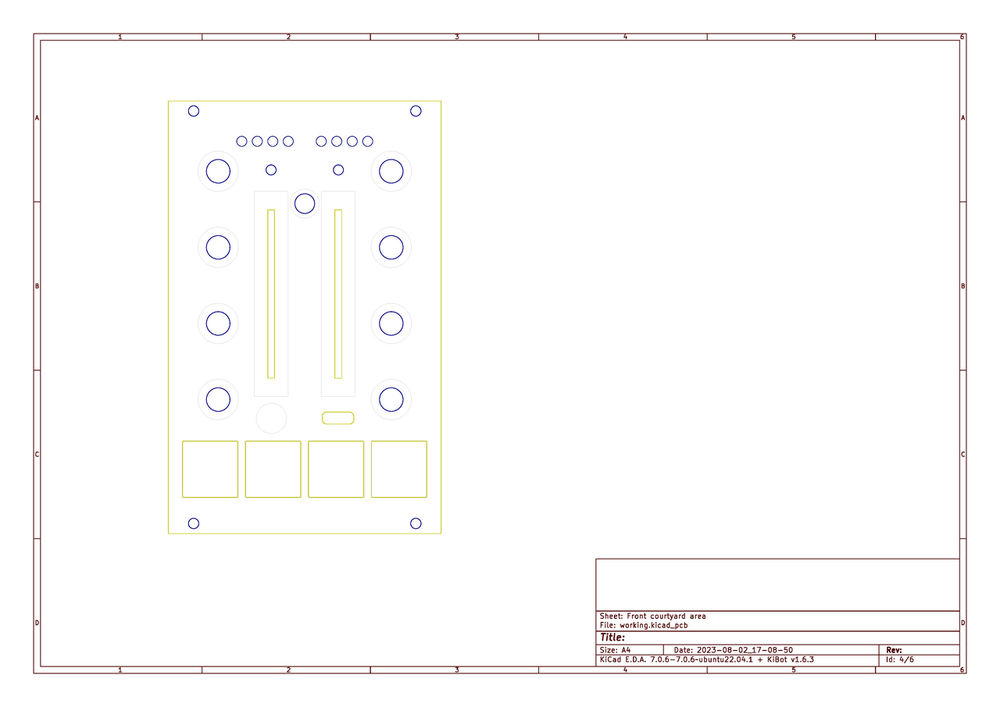 1 2 3 4 5 6
A A
B B
C C
D D
Sheet: Front courtyard area
File: working.kicad_pcb
Title:
Size: A4 Date: 2023-08-02_17-08-50 Rev:
KiCad E.D.A. 7.0.6-7.0.6~ubuntu22.04.1 + KiBot v1.6.3 Id: 4/6
1 2 3 4 5 6